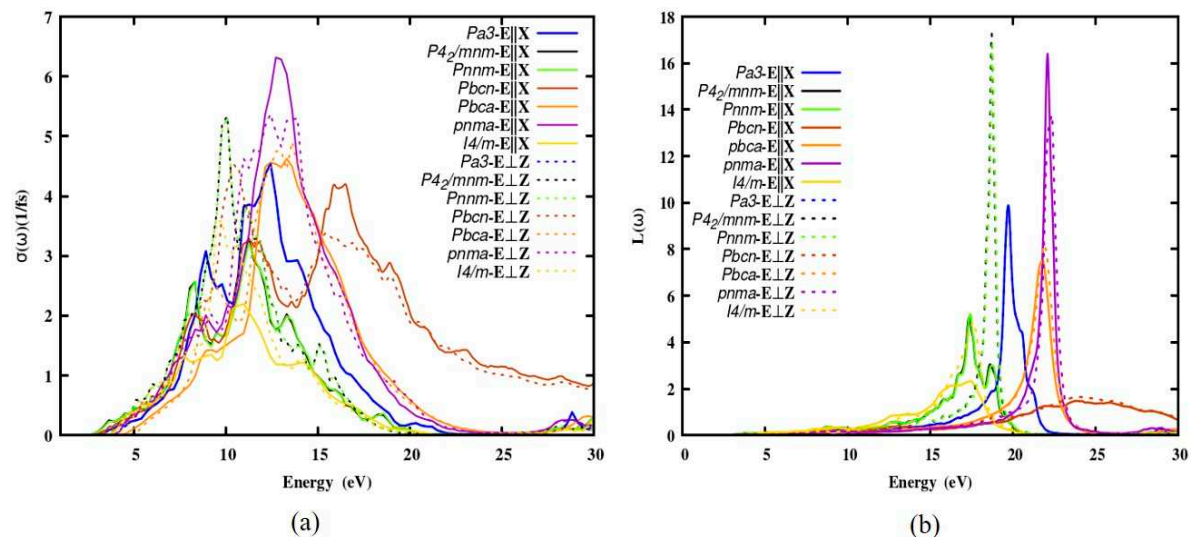 σ(ω)(1/fs)
7
6
5
4
3
2
1
0
5
10
15
20
25
30
Energy (eV)
Pa3-E||X
P4₂/mnm-E||X
Pnnm-E||X
Pbcn-E||X
Pbca-E||X
pnma-E||X
I4/m-E||X
Pa3-E⊥Z
P4₂/mnm-E⊥Z
Pnnm-E⊥Z
Pbcn-E⊥Z
Pbca-E⊥Z
pnma-E⊥Z
I4/m-E⊥Z
(a)
L(ω)
18
16
14
12
10
8
6
4
2
0
0
5
10
15
20
25
30
Energy (eV)
Pa3-E||X
P4₂/mnm-E||X
Pnnm-E||X
Pbcn-E||X
pbca-E||X
pnma-E||X
I4/m-E||X
Pa3-E⊥Z
P4₂/mnm-E⊥Z
Pnnm-E⊥Z
Pbcn-E⊥Z
Pbca-E⊥Z
pnma-E⊥Z
I4/m-E⊥Z
(b)